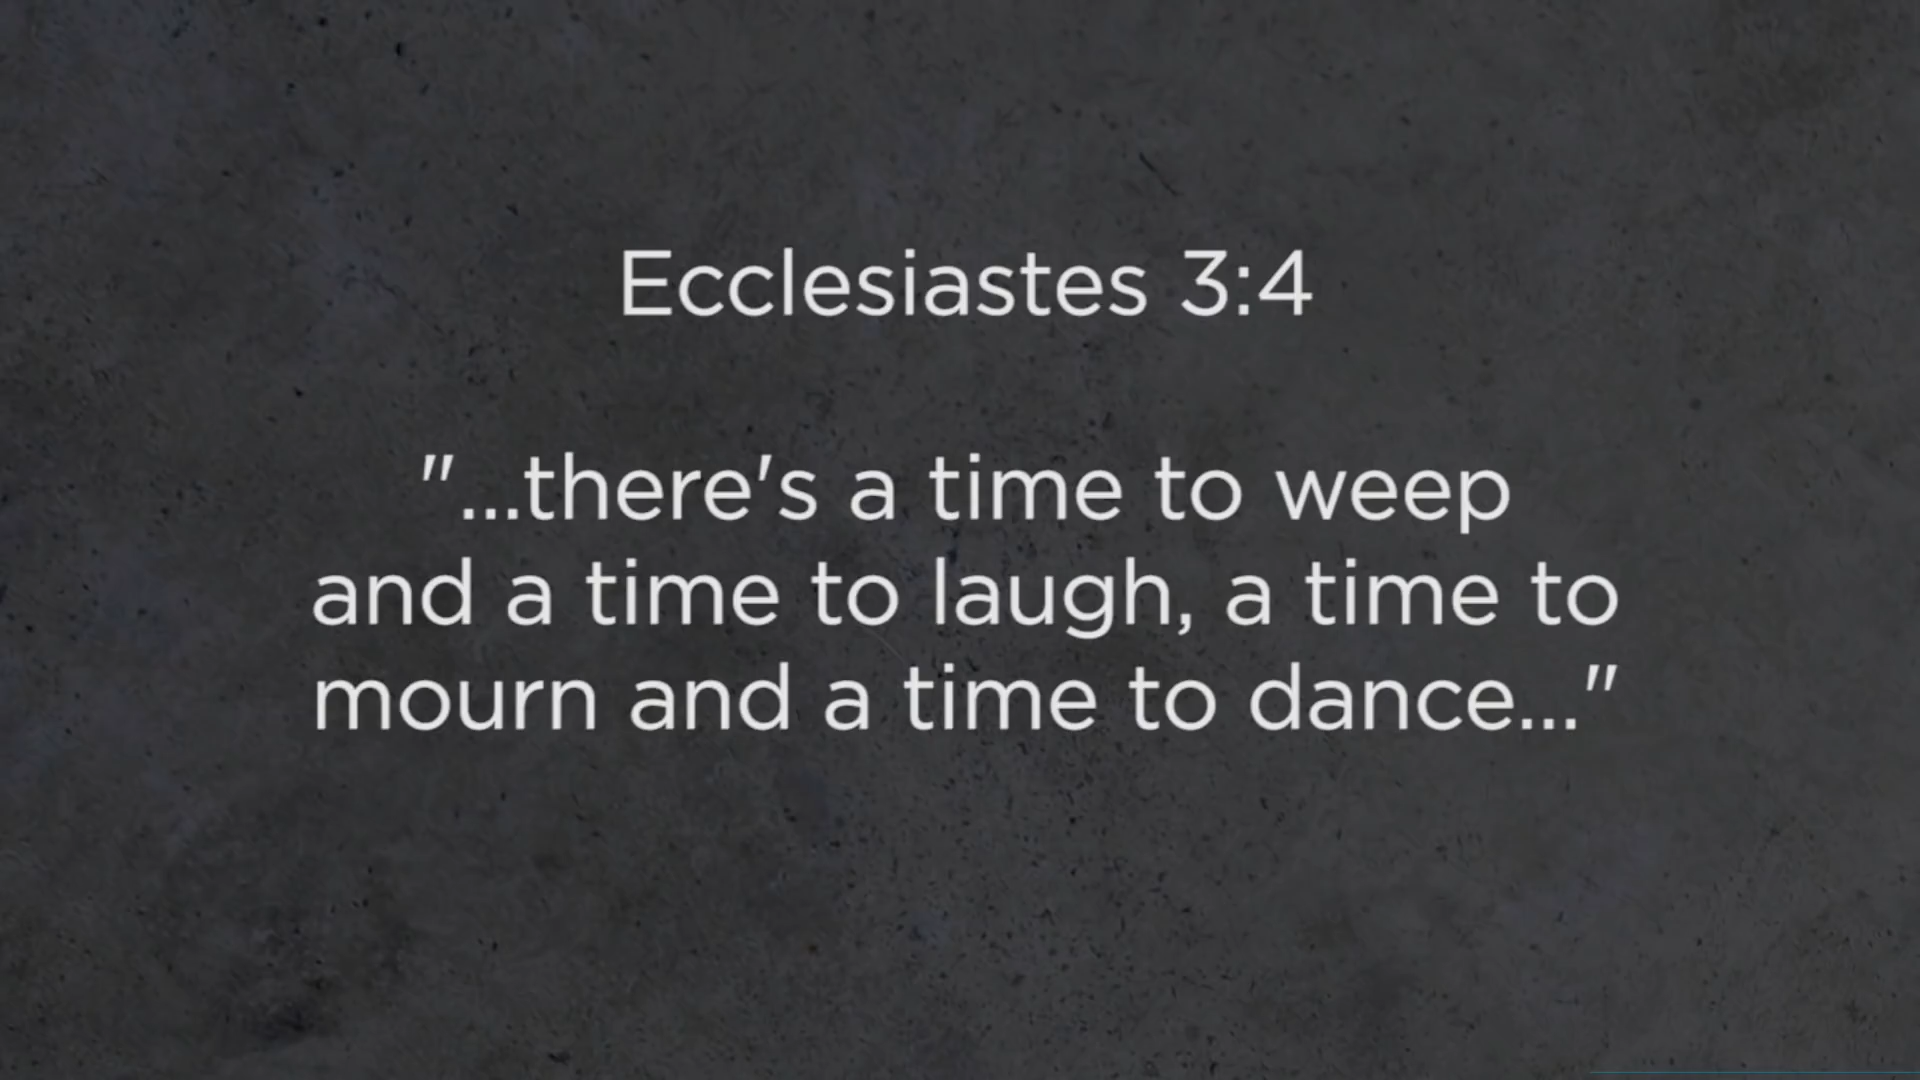 Ecclesiastes 3:4
"...there's a time to weep
and a time to laugh, a time to
mourn and a time to dance..."